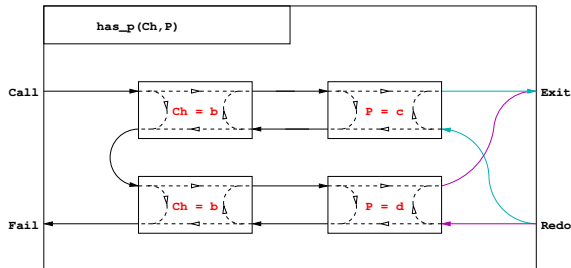 has_p(Ch,P)
Call
Exit
Ch = b
P = c
Ch = b
P = d
Fail
Redo